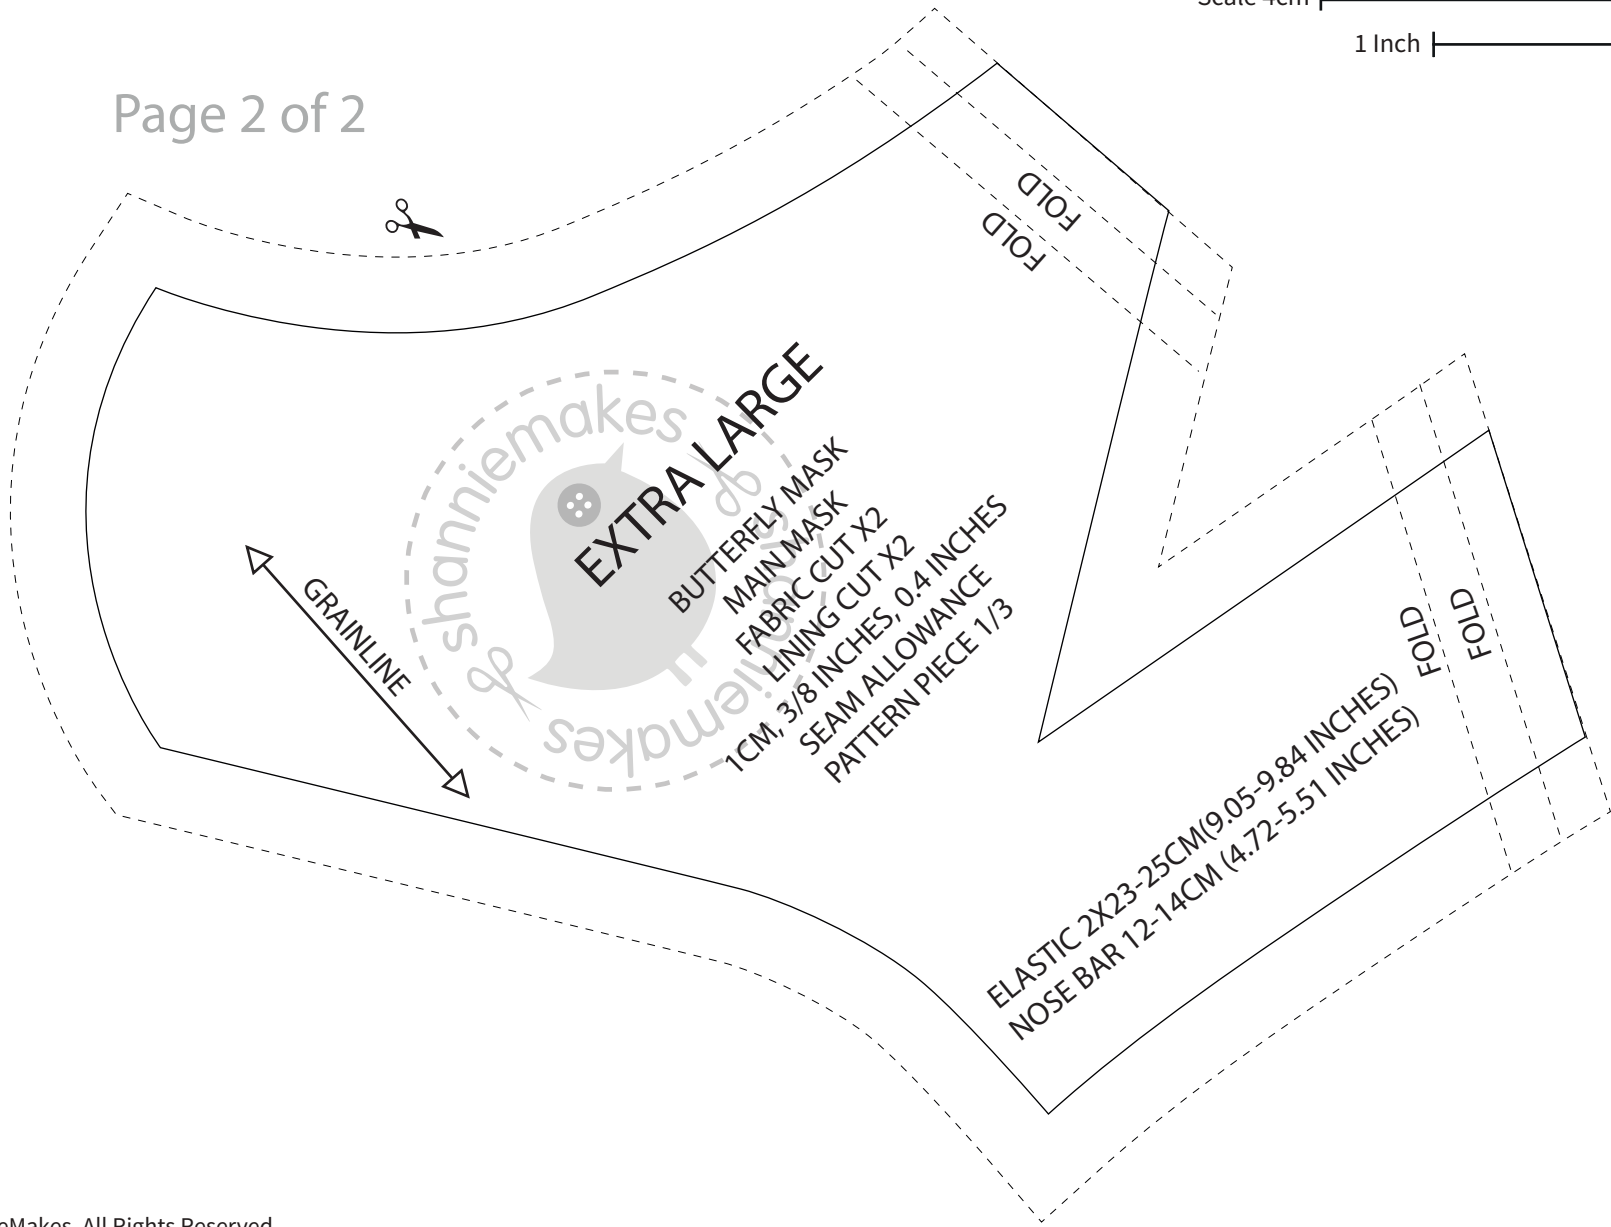 Scale 4cm
1 Inch
Page 2 of 2
FOLD
FOLD
shanniemakes
shanniemakes
EXTRA LARGE
BUTTERFLY MASK
MAIN MASK
FABRIC CUT X2
LINING CUT X2
1CM, 3/8 INCHES, 0.4 INCHES
SEAM ALLOWANCE
PATTERN PIECE 1/3
GRAINLINE
FOLD
FOLD
ELASTIC 2X23-25CM(9.05-9.84 INCHES)
NOSE BAR 12-14CM (4.72-5.51 INCHES)
eMakes. All Rights Reserved